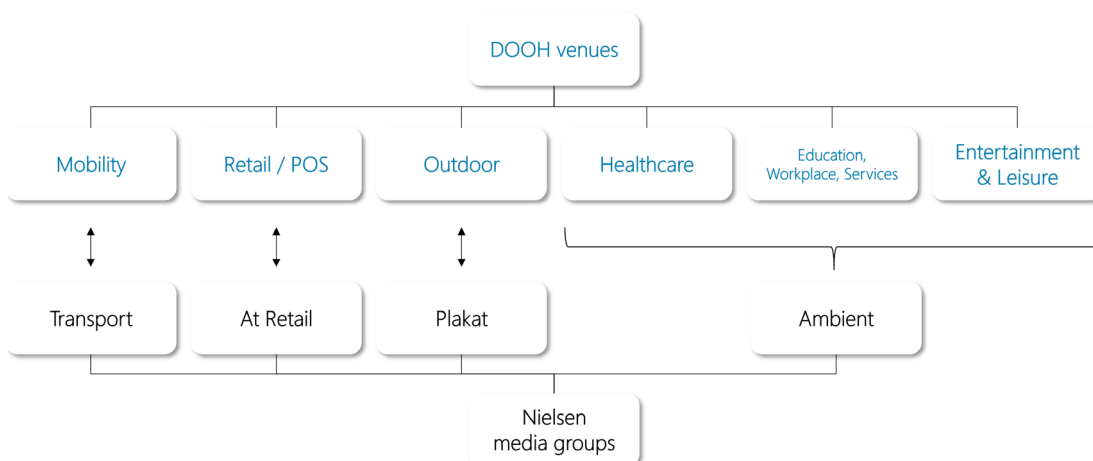 DOOH venues
Mobility
Retail / POS
Outdoor
Healthcare
Education,
Workplace, Services
Entertainment
& Leisure
Transport
At Retail
Plakat
Ambient
Nielsen
media groups